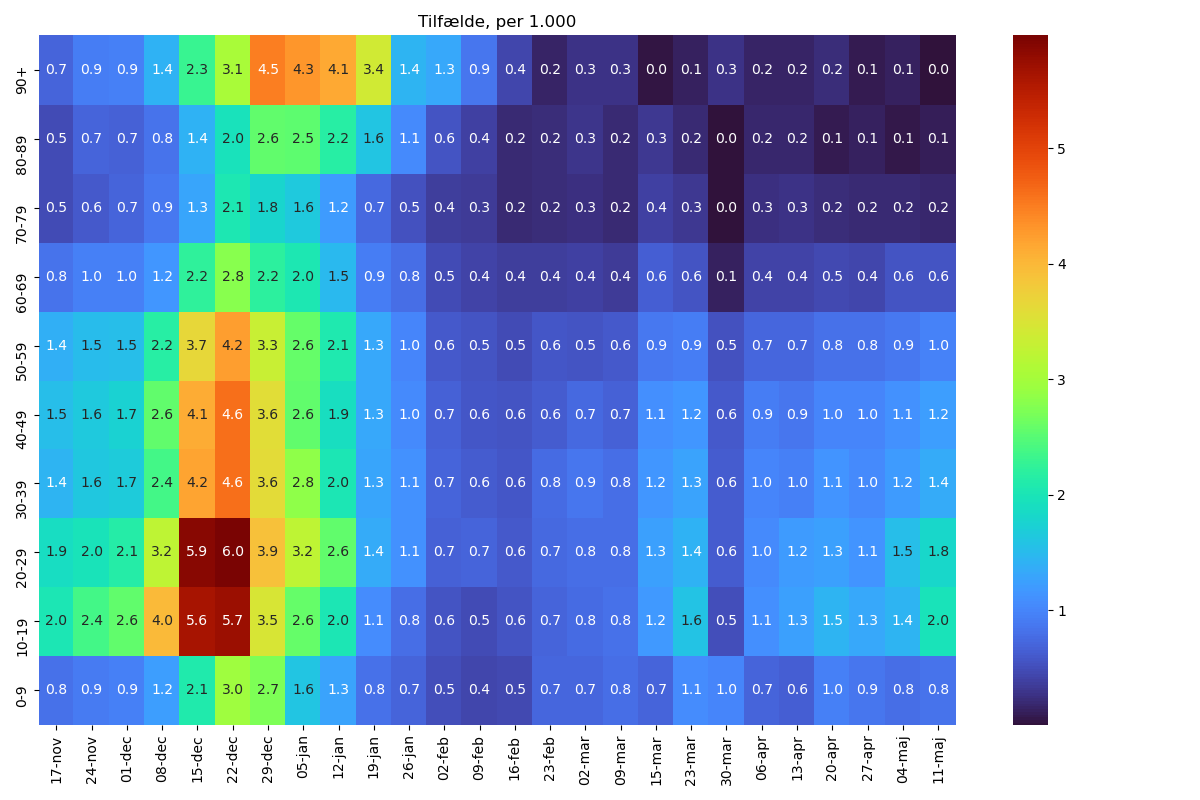 Tilfælde, per 1.000
90+ 0.7 0.9 0.9 1.4 2.3 3.1 4.5 4.3 4.1 3.4 1.4 1.3 0.9 0.4 0.2 0.3 0.3 0.0 0.1 0.3 0.2 0.2 0.2 0.1 0.1 0.0
80-89 0.5 0.7 0.7 0.8 1.4 2.0 2.6 2.5 2.2 1.6 1.1 0.6 0.4 0.2 0.2 0.3 0.2 0.3 0.2 0.0 0.2 0.2 0.1 0.1 0.1 0.1
5
70-79 0.5 0.6 0.7 0.9 1.3 2.1 1.8 1.6 1.2 0.7 0.5 0.4 0.3 0.2 0.2 0.3 0.2 0.4 0.3 0.0 0.3 0.3 0.2 0.2 0.2 0.2
4
60-69 0.8 1.0 1.0 1.2 2.2 2.8 2.2 2.0 1.5 0.9 0.8 0.5 0.4 0.4 0.4 0.4 0.4 0.6 0.6 0.1 0.4 0.4 0.5 0.4 0.6 0.6
50-59 1.4 1.5 1.5 2.2 3.7 4.2 3.3 2.6 2.1 1.3 1.0 0.6 0.5 0.5 0.6 0.5 0.6 0.9 0.9 0.5 0.7 0.7 0.8 0.8 0.9 1.0
3
40-49 1.5 1.6 1.7 2.6 4.1 4.6 3.6 2.6 1.9 1.3 1.0 0.7 0.6 0.6 0.6 0.7 0.7 1.1 1.2 0.6 0.9 0.9 1.0 1.0 1.1 1.2
30-39 1.4 1.6 1.7 2.4 4.2 4.6 3.6 2.8 2.0 1.3 1.1 0.7 0.6 0.6 0.8 0.9 0.8 1.2 1.3 0.6 1.0 1.0 1.1 1.0 1.2 1.4
2
20-29 1.9 2.0 2.1 3.2 5.9 6.0 3.9 3.2 2.6 1.4 1.1 0.7 0.7 0.6 0.7 0.8 0.8 1.3 1.4 0.6 1.0 1.2 1.3 1.1 1.5 1.8
1
10-19 2.0 2.4 2.6 4.0 5.6 5.7 3.5 2.6 2.0 1.1 0.8 0.6 0.5 0.6 0.7 0.8 0.8 1.2 1.6 0.5 1.1 1.3 1.5 1.3 1.4 2.0
0-9 0.8 0.9 0.9 1.2 2.1 3.0 2.7 1.6 1.3 0.8 0.7 0.5 0.4 0.5 0.7 0.7 0.8 0.7 1.1 1.0 0.7 0.6 1.0 0.9 0.8 0.8
17-nov 24-nov 01-dec 08-dec 15-dec 22-dec 29-dec 05-jan 12-jan 19-jan 26-jan 02-feb 09-feb 16-feb 23-feb 02-mar 09-mar 15-mar 23-mar 30-mar 06-apr 13-apr 20-apr 27-apr 04-maj 11-maj